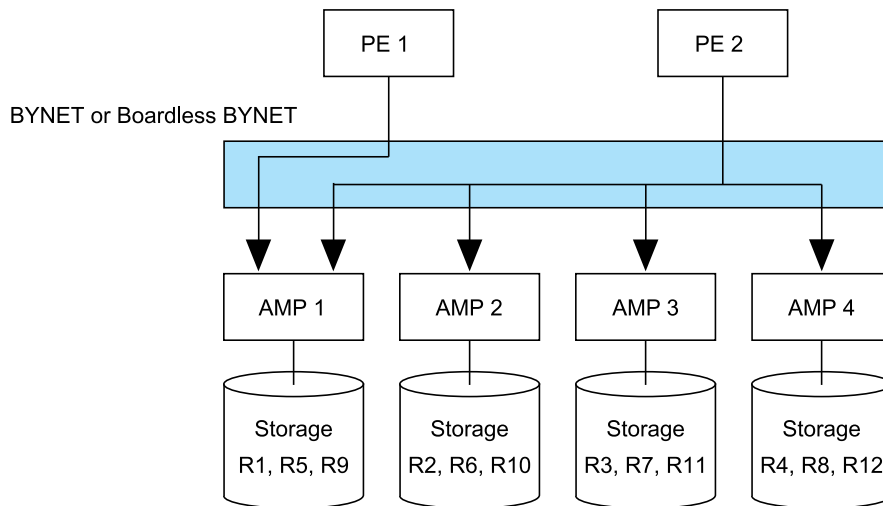 PE 1
PE 2
BYNET or Boardless BYNET
AMP 1
AMP 2
AMP 3
AMP 4
Storage
R1, R5, R9
Storage
R2, R6, R10
Storage
R3, R7, R11
Storage
R4, R8, R12